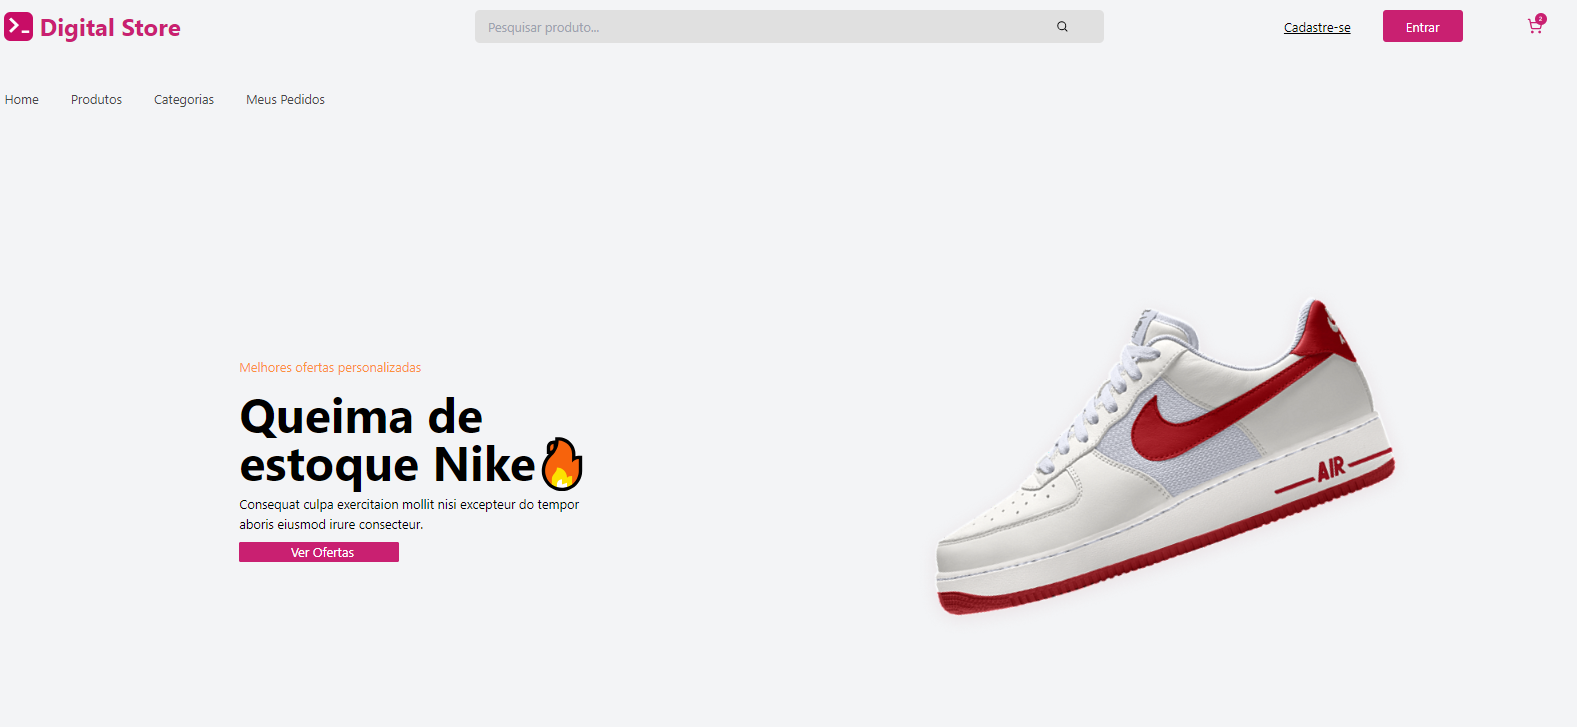 Digital Store
Pesquisar produto...
Cadastre-se
Entrar
2
Home
Produtos
Categorias
Meus Pedidos
Melhores ofertas personalizadas
Queima de
estoque Nike🔥
Consequat culpa exercitaion mollit nisi excepteur do tempor
aboris eiusmod irure consecteur.
Ver Ofertas
AIR